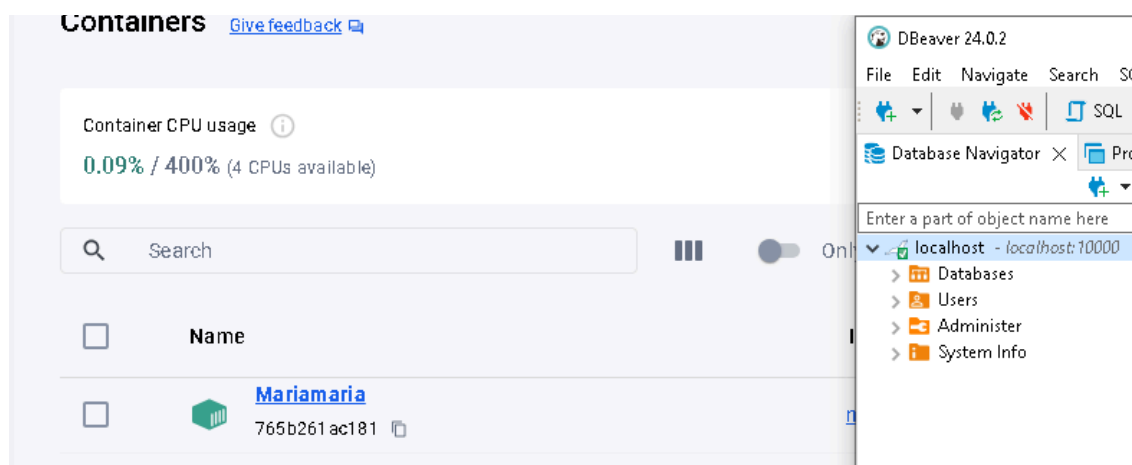 Containers Give feedback
Container CPU usage
0.09% / 400% (4 CPUs available)
Search
Name
Mariamaria
765b261ac181
DBeaver 24.0.2
File Edit Navigate Search
SQL
Database Navigator
Enter a part of object name here
localhost - localhost:10000
Databases
Users
Administer
System Info